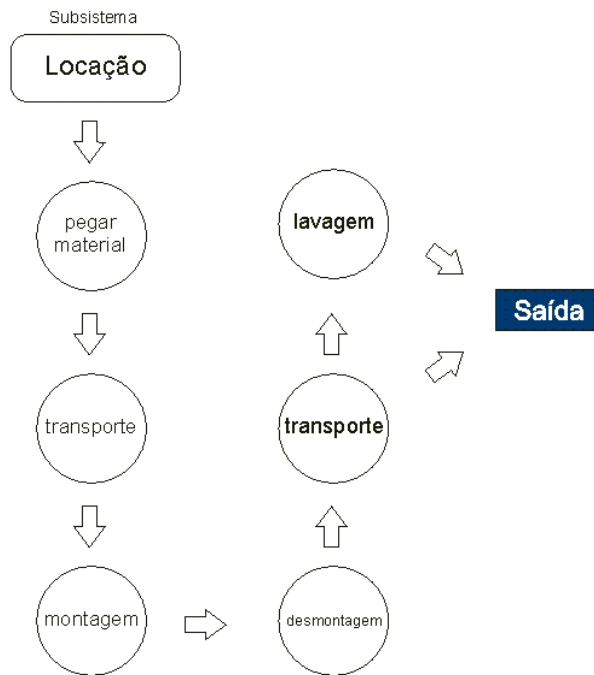 Subsistema
Locação
pegar
material
transporte
montagem
desmontagem
transporte
lavagem
Saída